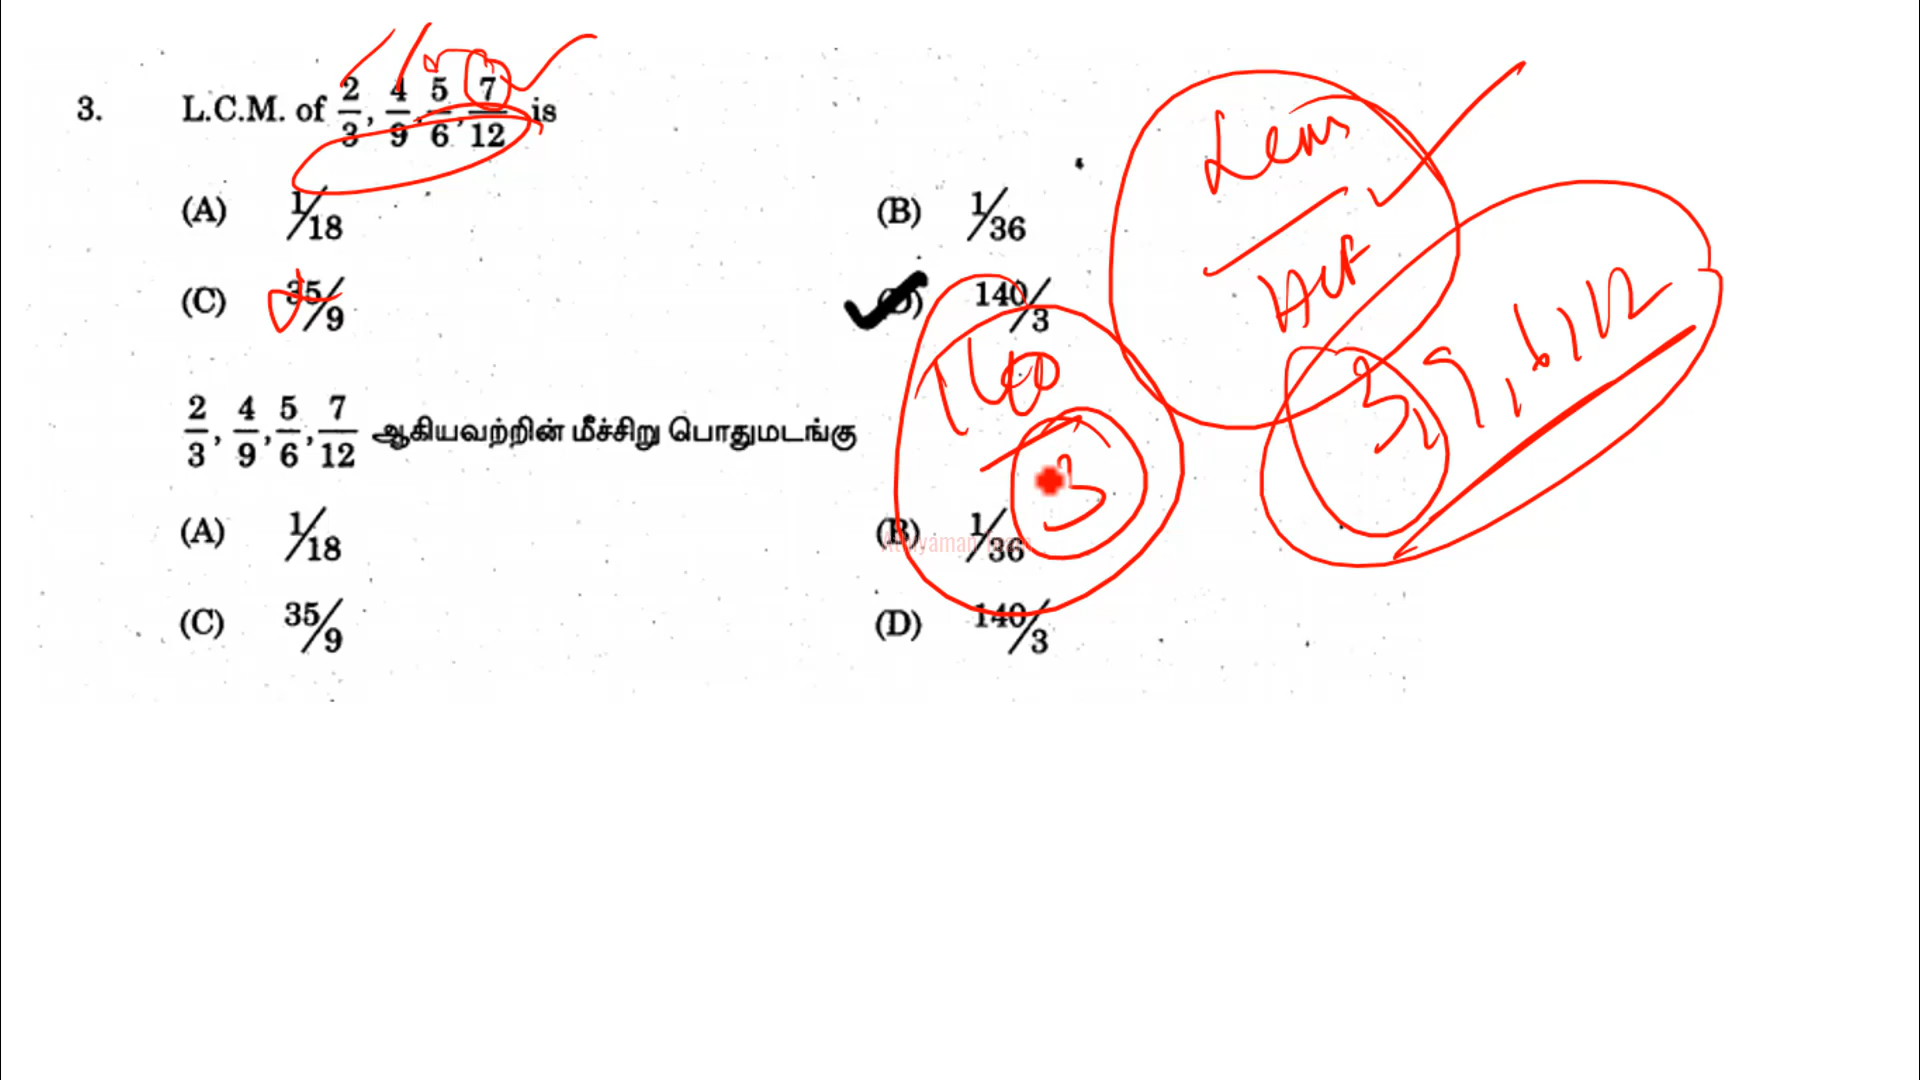 3. L.C.M. of 2/3, 4/9, 5/6, 7/12 is
(A) 1/18 (B) 1/36
(C) 35/9 (D) 140/3
2/3, 4/9, 5/6, 7/12 ஆகியவற்றின் மீச்சிறு பொதுமடங்கு
(A) 1/18 (B) 1/36
(C) 35/9 (D) 140/3
Lcm
HCF
3, 9, 6, 12
140
3